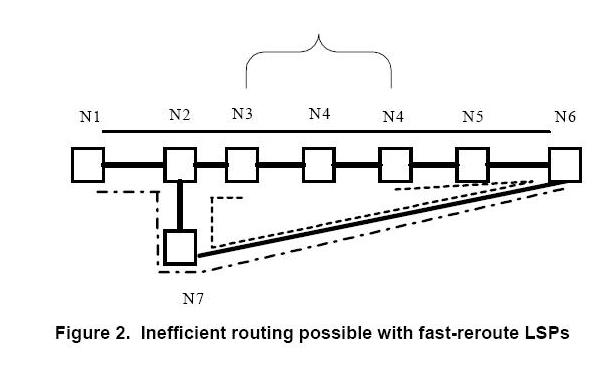 N1 N2 N3 N4 N4 N5 N6
N7
Figure 2. Inefficient routing possible with fast-reroute LSPs